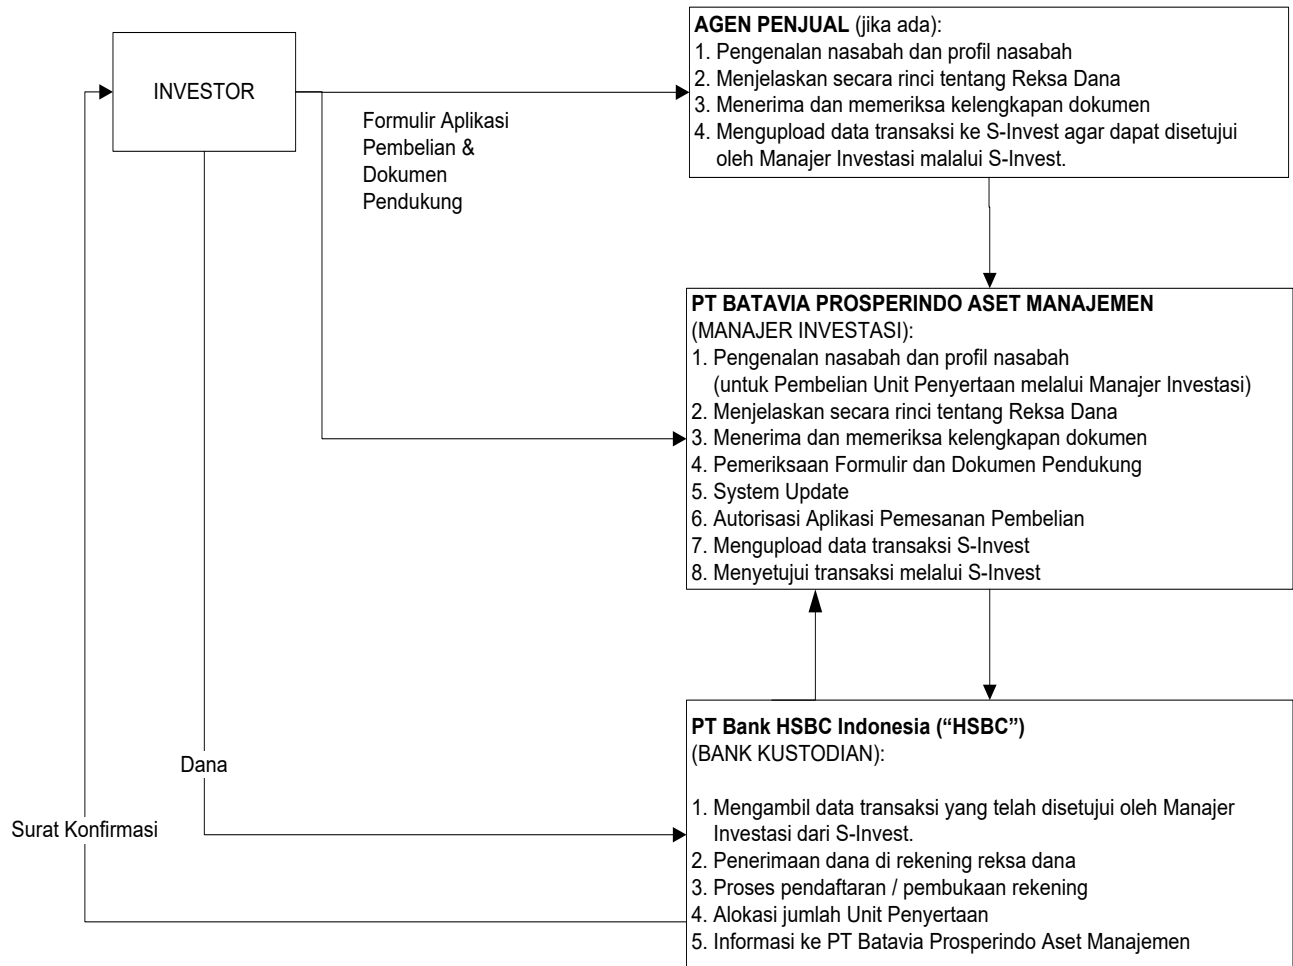 INVESTOR
Formulir Aplikasi
Pembelian &
Dokumen
Pendukung
AGEN PENJUAL (jika ada):
1. Pengenalan nasabah dan profil nasabah
2. Menjelaskan secara rinci tentang Reksa Dana
3. Menerima dan memeriksa kelengkapan dokumen
4. Mengupload data transaksi ke S-Invest agar dapat disetujui
oleh Manajer Investasi malalui S-Invest.
PT BATAVIA PROSPERINDO ASET MANAJEMEN
(MANAJER INVESTASI):
1. Pengenalan nasabah dan profil nasabah
(untuk Pembelian Unit Penyertaan melalui Manajer Investasi)
2. Menjelaskan secara rinci tentang Reksa Dana
3. Menerima dan memeriksa kelengkapan dokumen
4. Pemeriksaan Formulir dan Dokumen Pendukung
5. System Update
6. Autorisasi Aplikasi Pemesanan Pembelian
7. Mengupload data transaksi S-Invest
8. Menyetujui transaksi melalui S-Invest
Dana
Surat Konfirmasi
PT Bank HSBC Indonesia (“HSBC”)
(BANK KUSTODIAN):
1. Mengambil data transaksi yang telah disetujui oleh Manajer
Investasi dari S-Invest.
2. Penerimaan dana di rekening reksa dana
3. Proses pendaftaran / pembukaan rekening
4. Alokasi jumlah Unit Penyertaan
5. Informasi ke PT Batavia Prosperindo Aset Manajemen